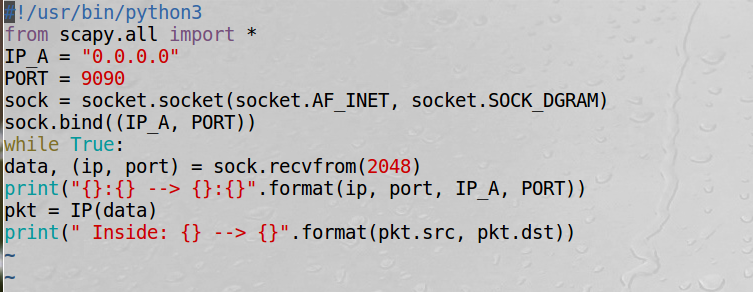 #!/usr/bin/python3
from scapy.all import *
IP_A = "0.0.0.0"
PORT = 9090
sock = socket.socket(socket.AF_INET, socket.SOCK_DGRAM)
sock.bind((IP_A, PORT))
while True:
data, (ip, port) = sock.recvfrom(2048)
print("{}:{} --> {}:{}".format(ip, port, IP_A, PORT))
pkt = IP(data)
print(" Inside: {} --> {}".format(pkt.src, pkt.dst))
~
~